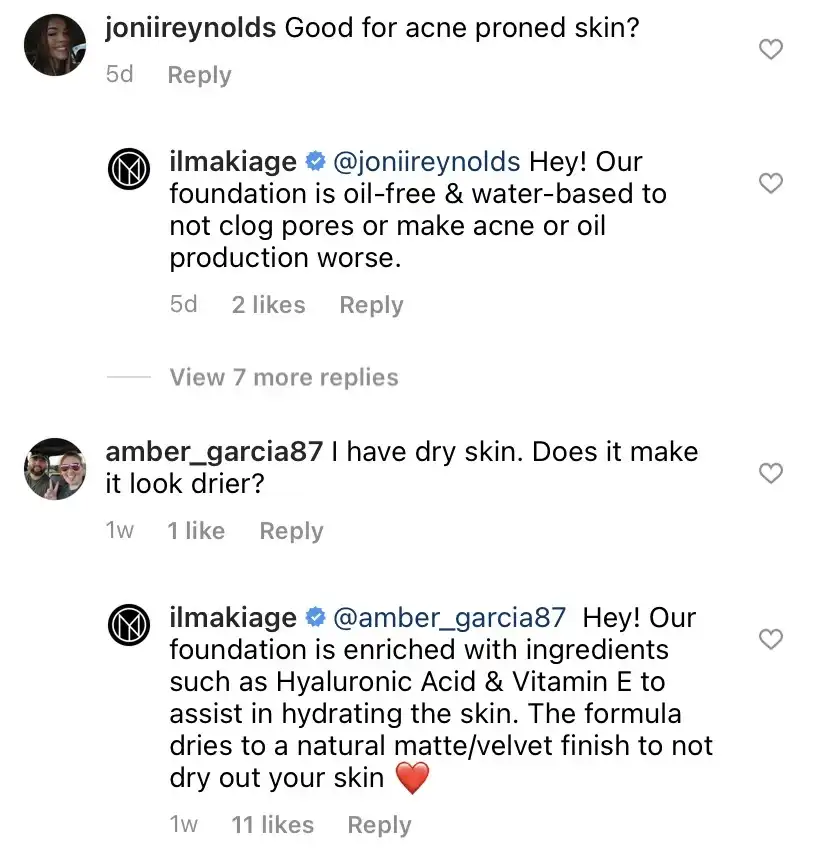 joniireynolds Good for acne proned skin?
5d Reply
ilmakiage @joniireynolds Hey! Our
foundation is oil-free & water-based to
not clog pores or make acne or oil
production worse.
5d 2 likes Reply
View 7 more replies
amber_garcia87 I have dry skin. Does it make
it look drier?
1w 1 like Reply
ilmakiage @amber_garcia87 Hey! Our
foundation is enriched with ingredients
such as Hyaluronic Acid & Vitamin E to
assist in hydrating the skin. The formula
dries to a natural matte/velvet finish to not
dry out your skin ❤️
1w 11 likes Reply